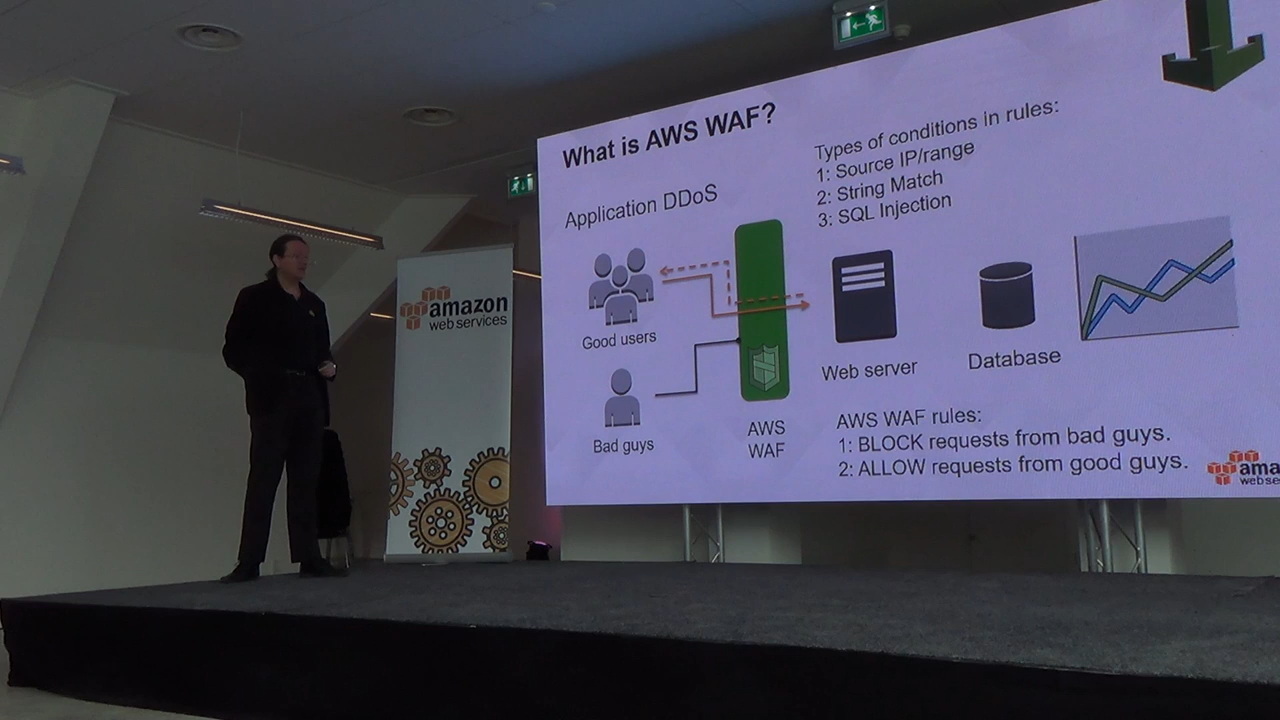 What is AWS WAF?
Types of conditions in rules:
1: Source IP/range
2: String Match
3: SQL Injection
Application DDoS
Good users
Bad guys
AWS
WAF
Web server
Database
AWS WAF rules:
1: BLOCK requests from bad guys.
2: ALLOW requests from good guys.
ama
webse
amazon
web services